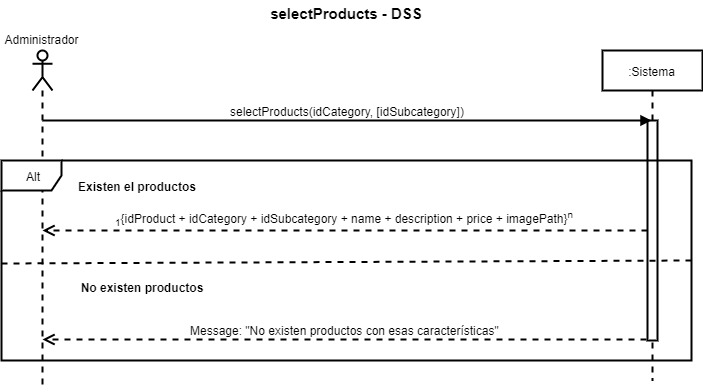 selectProducts - DSS
Administrador
:Sistema
selectProducts(idCategory, [idSubcategory])
Alt
Existen el productos
1{idProduct + idCategory + idSubcategory + name + description + price + imagePath}n
No existen productos
Message: "No existen productos con esas características"